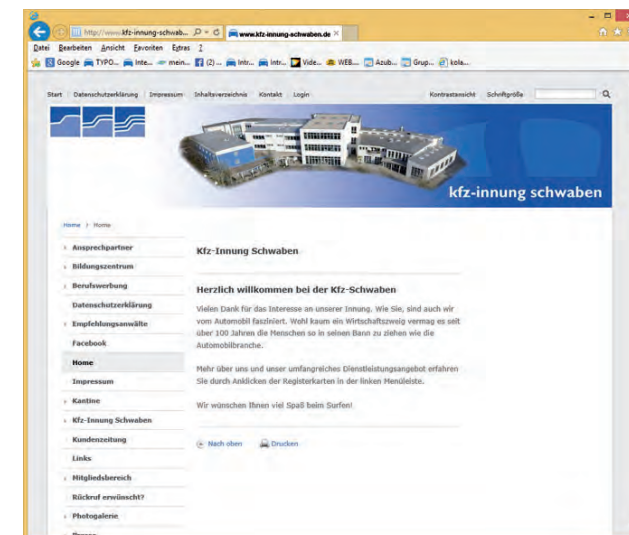 http://www.kfz-innung-schwab...
www.kfz-innung-schwaben.de
Datei Bearbeiten Ansicht Favoriten Extras ?
Google TYPO... Inte... mein... (2) ... Intr... Intr... Vide... WEB.... Azub... Grup... kola...
Start Datenschutzerklärung Impressum Inhaltsverzeichnis Kontakt Login Kontrastansicht Schriftgröße
kfz-innung schwaben
Home > Home
Ansprechpartner
Bildungszentrum
Berufswerbung
Datenschutzerklärung
Empfehlungsanwälte
Facebook
Home
Impressum
Kantine
Kfz-Innung Schwaben
Kundenzeitung
Links
Mitgliedsbereich
Rückruf erwünscht?
Photogalerie
Kfz-Innung Schwaben
Herzlich willkommen bei der Kfz-Schwaben
Vielen Dank für das Interesse an unserer Innung. Wie Sie, sind auch wir
vom Automobil fasziniert. Wohl kaum ein Wirtschaftszweig vermag es seit
über 100 Jahren die Menschen so in seinen Bann zu ziehen wie die
Automobilbranche.
Mehr über uns und unser umfangreiches Dienstleistungsangebot erfahren
Sie durch Anklicken der Registerkarten in der linken Menüleiste.
Wir wünschen Ihnen viel Spaß beim Surfen!
Nach oben Drucken